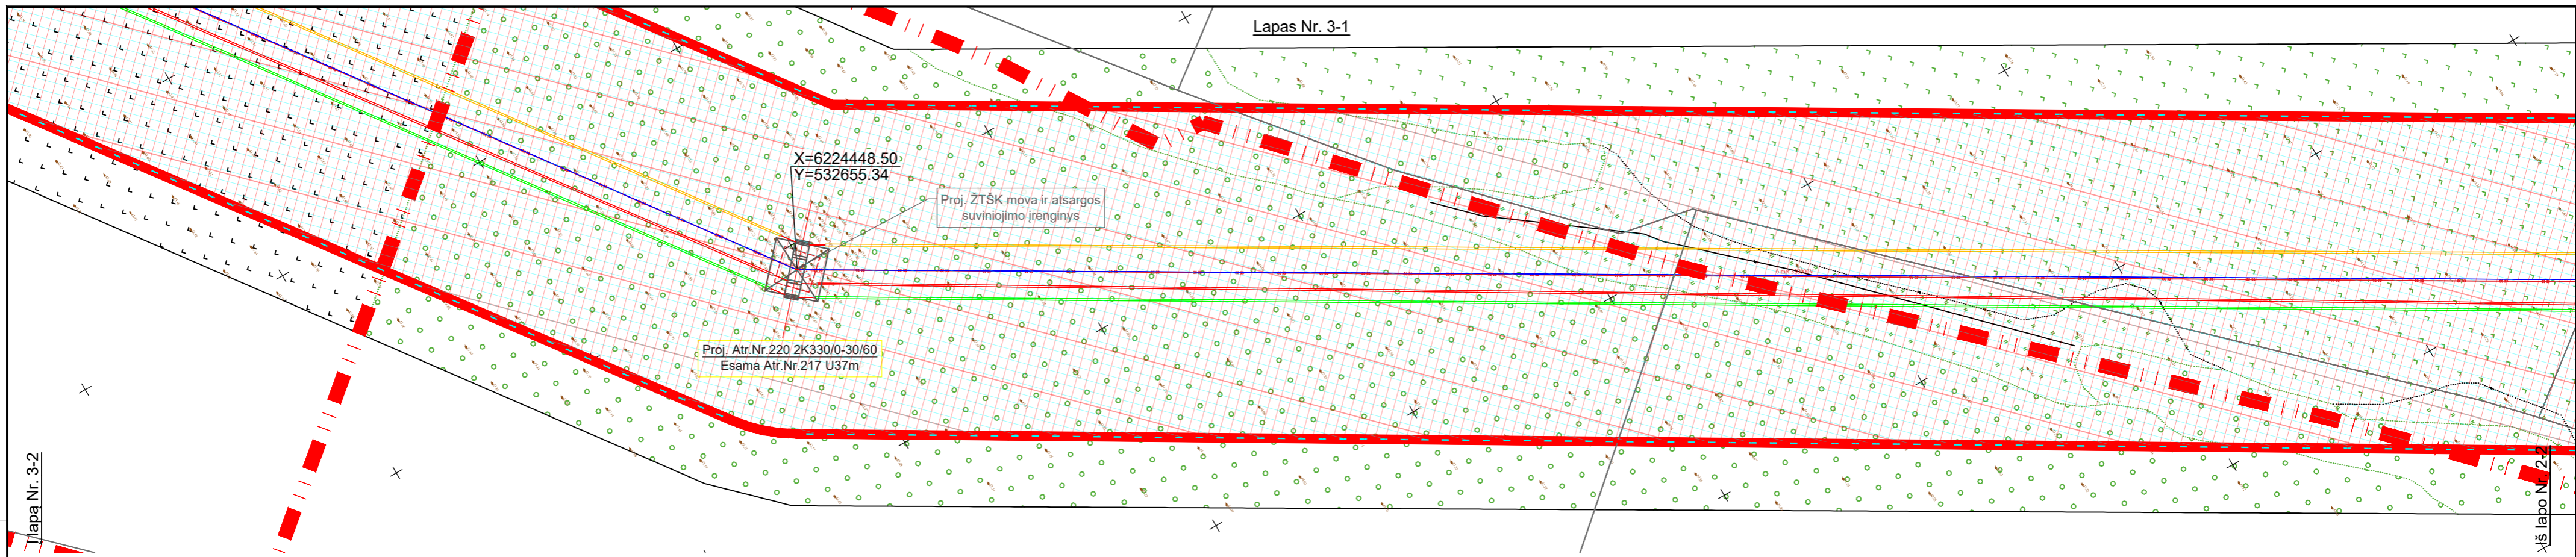 Lapas Nr. 3-1
X=6224448.50
Y=532655.34
Proj. ŽTŠK mova ir atsargos
suviniojimo įrenginys
Proj. Atr.Nr.220 2K330/0-30/60
Esama Atr.Nr.217 U37m
Į lapą Nr. 3-2
Iš lapo Nr. 2-2